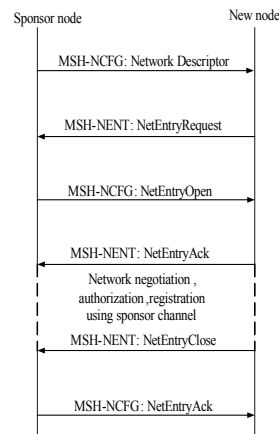 Sponsor node
New node
MSH-NCFG: Network Descriptor
MSH-NENT: NetEntryRequest
MSH-NCFG: NetEntryOpen
MSH-NENT: NetEntryAck
Network negotiation ,
authorization ,registration
using sponsor channel
MSH-NENT: NetEntryClose
MSH-NCFG: NetEntryAck